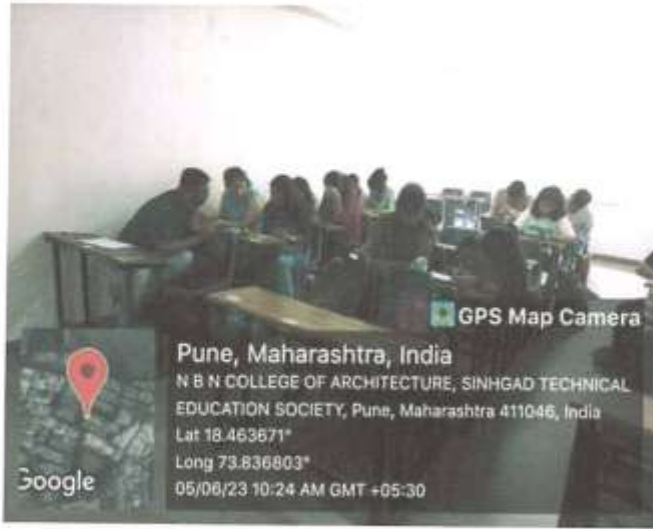 GPS Map Camera
Pune, Maharashtra, India
N B N COLLEGE OF ARCHITECTURE, SINHGAD TECHNICAL
EDUCATION SOCIETY, Pune, Maharashtra 411046, India
Lat 18.463671°
Long 73.836803°
05/06/23 10:24 AM GMT +05:30
Google